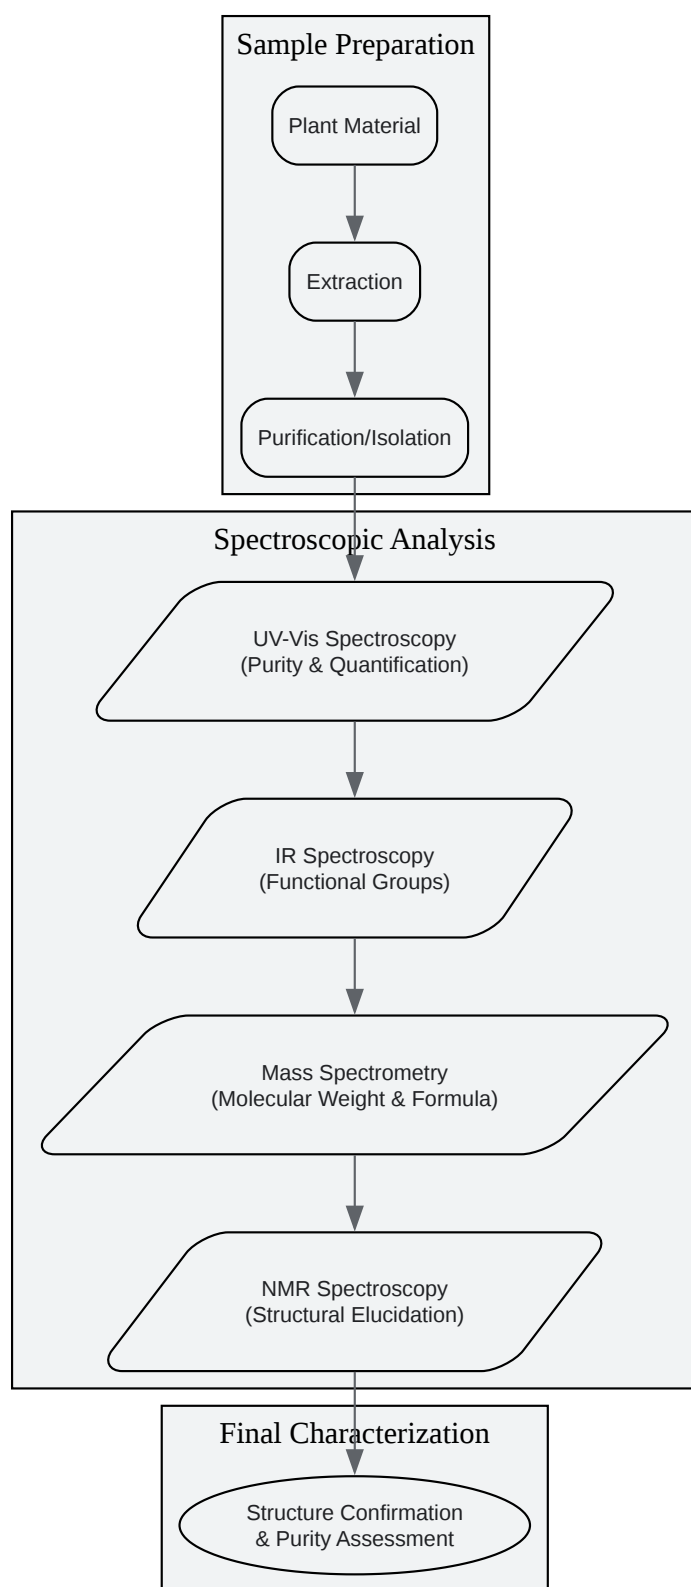 Sample Preparation
Plant Material
Extraction
Purification/Isolation
Spectroscopic Analysis
UV-Vis Spectroscopy
(Purity & Quantification)
IR Spectroscopy
(Functional Groups)
Mass Spectrometry
(Molecular Weight & Formula)
NMR Spectroscopy
(Structural Elucidation)
Final Characterization
Structure Confirmation
& Purity Assessment